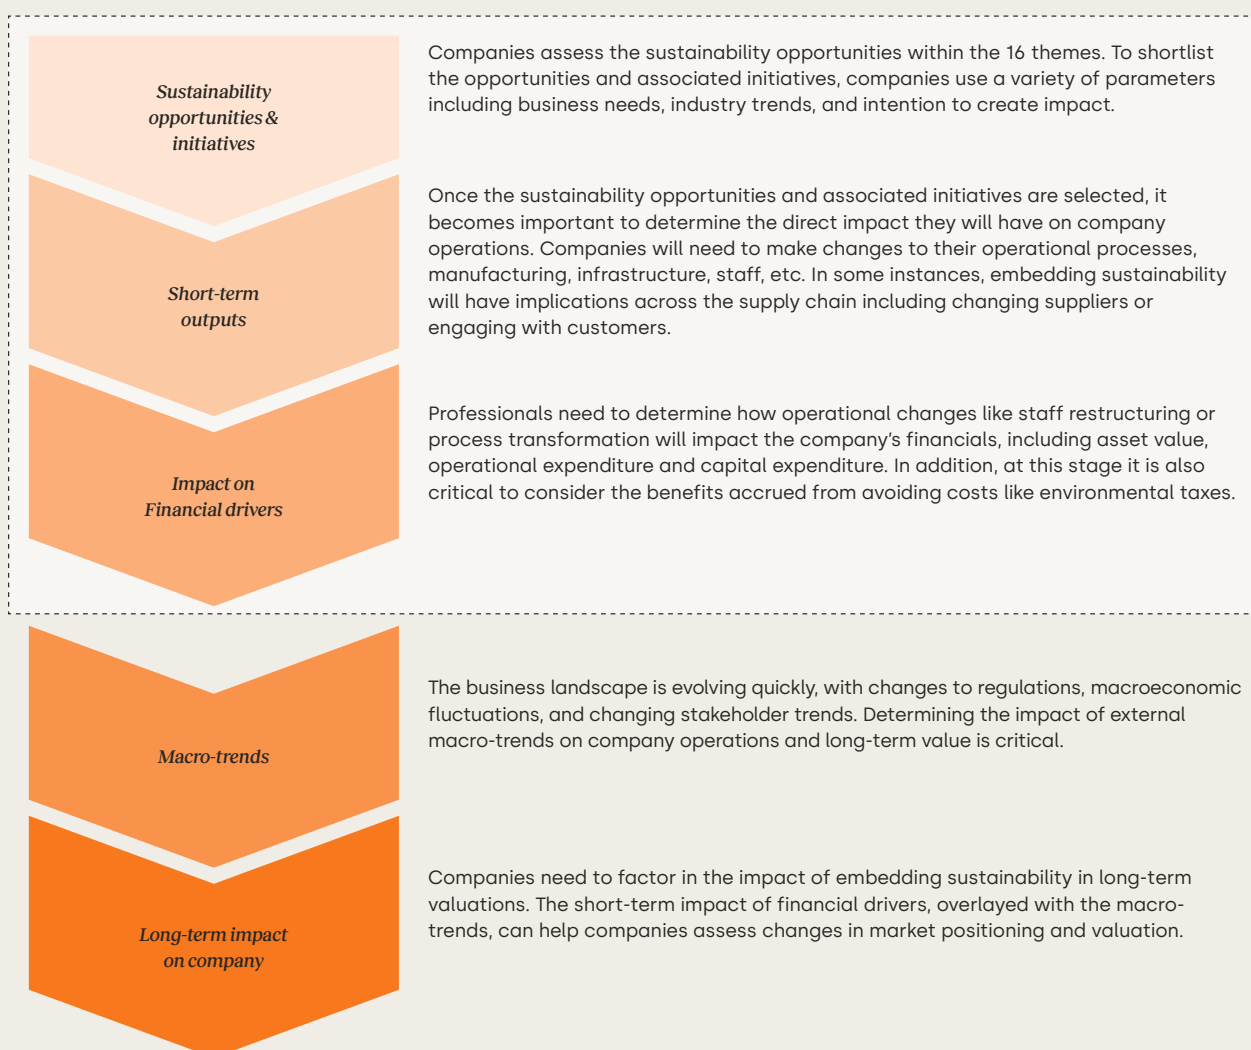 Sustainability
opportunities &
initiatives
Companies assess the sustainability opportunities within the 16 themes. To shortlist
the opportunities and associated initiatives, companies use a variety of parameters
including business needs, industry trends, and intention to create impact.
Short-term
outputs
Once the sustainability opportunities and associated initiatives are selected, it
becomes important to determine the direct impact they will have on company
operations. Companies will need to make changes to their operational processes,
manufacturing, infrastructure, staff, etc. In some instances, embedding sustainability
will have implications across the supply chain including changing suppliers or
engaging with customers.
Impact on
Financial drivers
Professionals need to determine how operational changes like staff restructuring or
process transformation will impact the company’s financials, including asset value,
operational expenditure and capital expenditure. In addition, at this stage it is also
critical to consider the benefits accrued from avoiding costs like environmental taxes.
Macro-trends
The business landscape is evolving quickly, with changes to regulations, macroeconomic
fluctuations, and changing stakeholder trends. Determining the impact of external
macro-trends on company operations and long-term value is critical.
Long-term impact
on company
Companies need to factor in the impact of embedding sustainability in long-term
valuations. The short-term impact of financial drivers, overlayed with the macro-
trends, can help companies assess changes in market positioning and valuation.